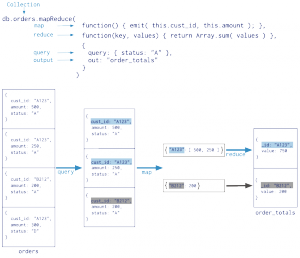 Collection
db.orders.mapReduce(
map function() { emit( this.cust_id, this.amount ); },
reduce function(key, values) { return Array.sum( values ) },
{
query query: { status: "A" },
output out: "order_totals"
}
)
{
cust_id: "A123",
amount: 500,
status: "A"
}
{
cust_id: "A123",
amount: 250,
status: "A"
}
{
cust_id: "B212",
amount: 200,
status: "A"
}
{
cust_id: "A123",
amount: 300,
status: "D"
}
orders
query
{
cust_id: "A123",
amount: 500,
status: "A"
}
{
cust_id: "A123",
amount: 250,
status: "A"
}
{
cust_id: "B212",
amount: 200,
status: "A"
}
map
{ "A123": [ 500, 250 ] }
{ "B212": 200 }
reduce
{
_id: "A123",
value: 750
}
{
_id: "B212",
value: 200
}
order_totals